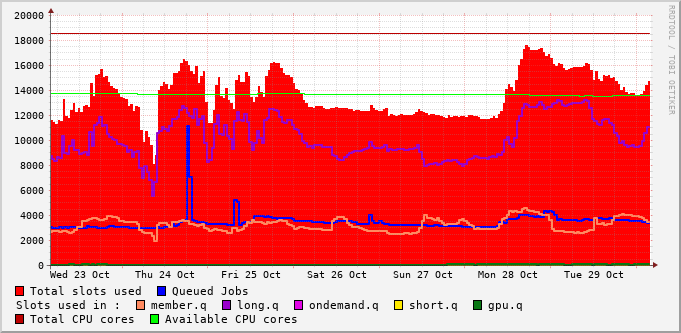 20000
18000
16000
14000
12000
10000
8000
6000
4000
2000
0
Wed 23 Oct Thu 24 Oct Fri 25 Oct Sat 26 Oct Sun 27 Oct Mon 28 Oct Tue 29 Oct
Total slots used Queued Jobs
Slots used in : member.q long.q ondemand.q short.q gpu.q
Total CPU cores Available CPU cores
RRDTOOL / TOBI OETIKER